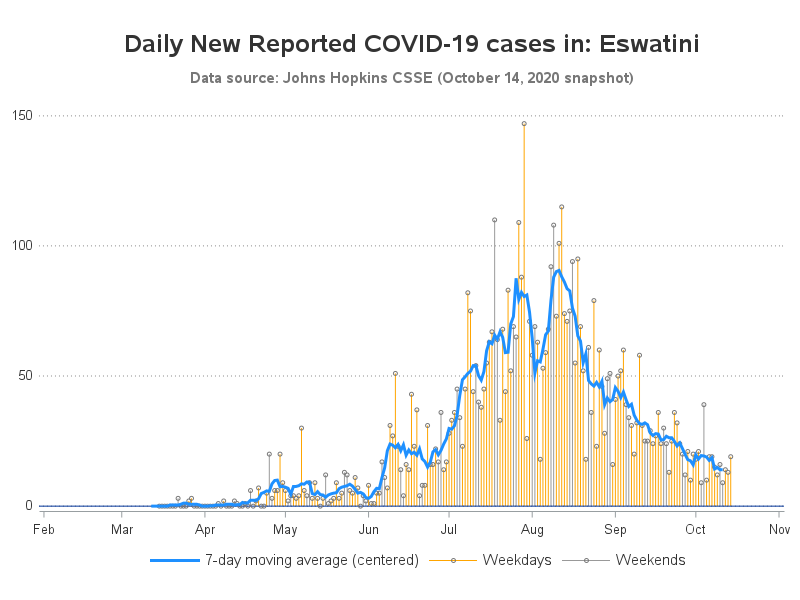 Daily New Reported COVID-19 cases in: Eswatini
Data source: Johns Hopkins CSSE (October 14, 2020 snapshot)
150
100
50
0
Feb Mar Apr May Jun Jul Aug Sep Oct Nov
7-day moving average (centered) Weekdays Weekends